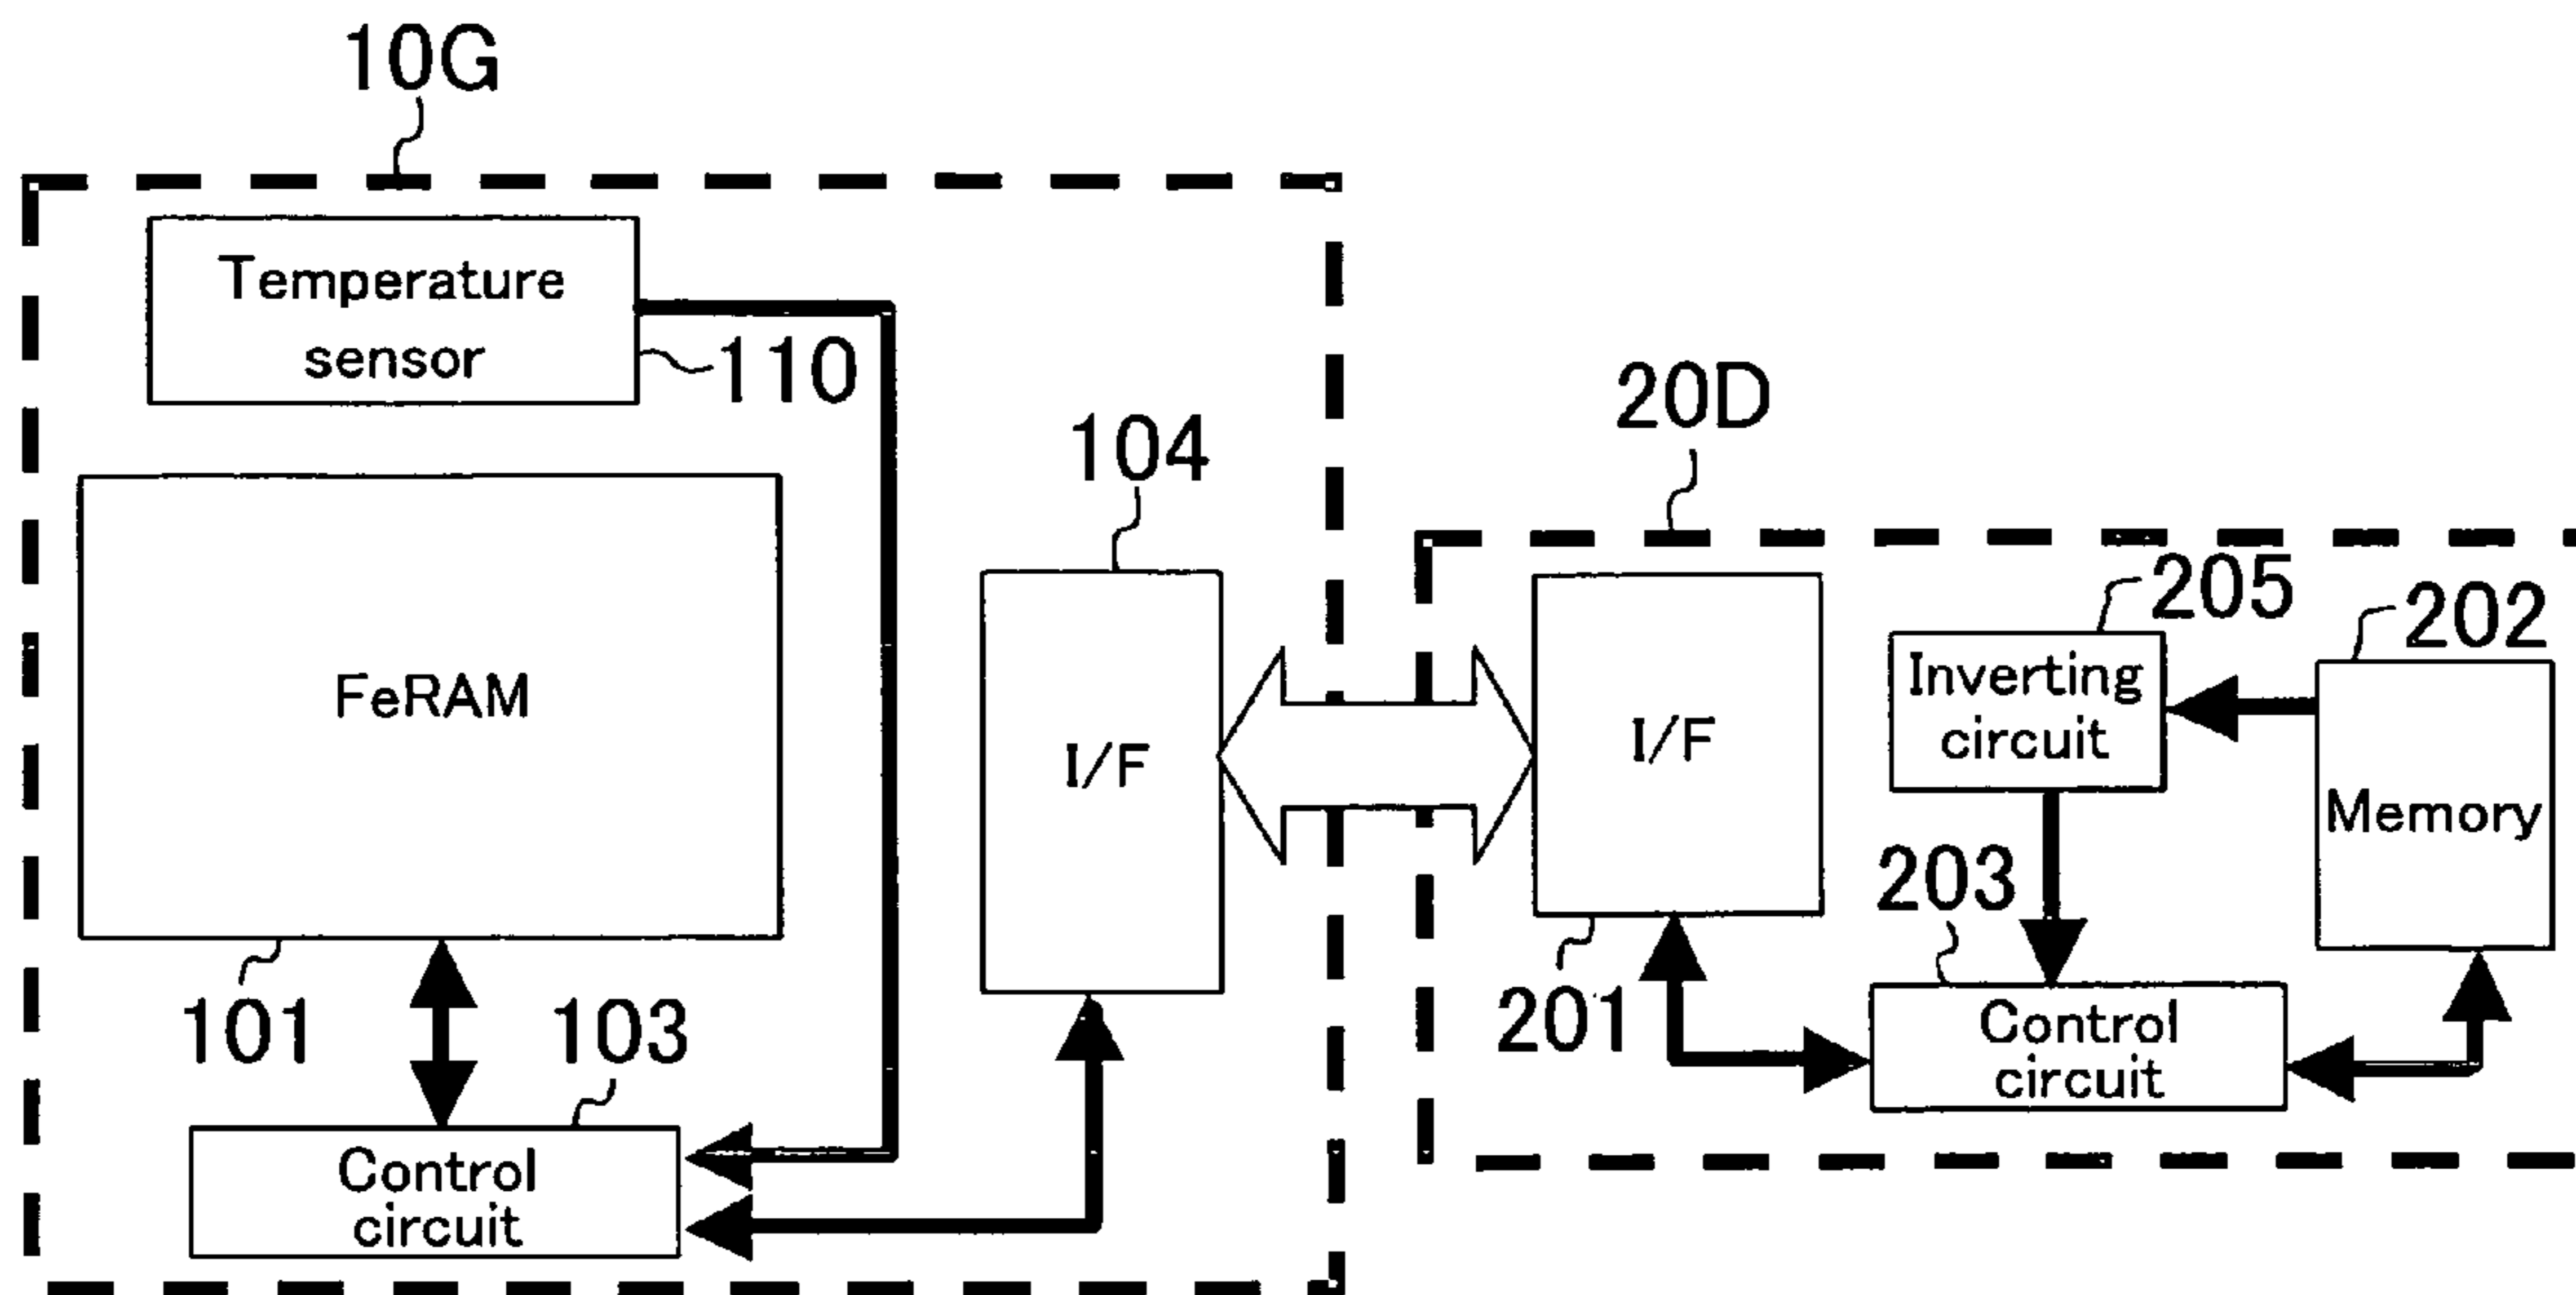 10G
Temperature
sensor
110
20D
104
FeRAM
I/F
I/F
205
202
Inverting
circuit
Memory
203
101
103
201
Control
circuit
Control
circuit